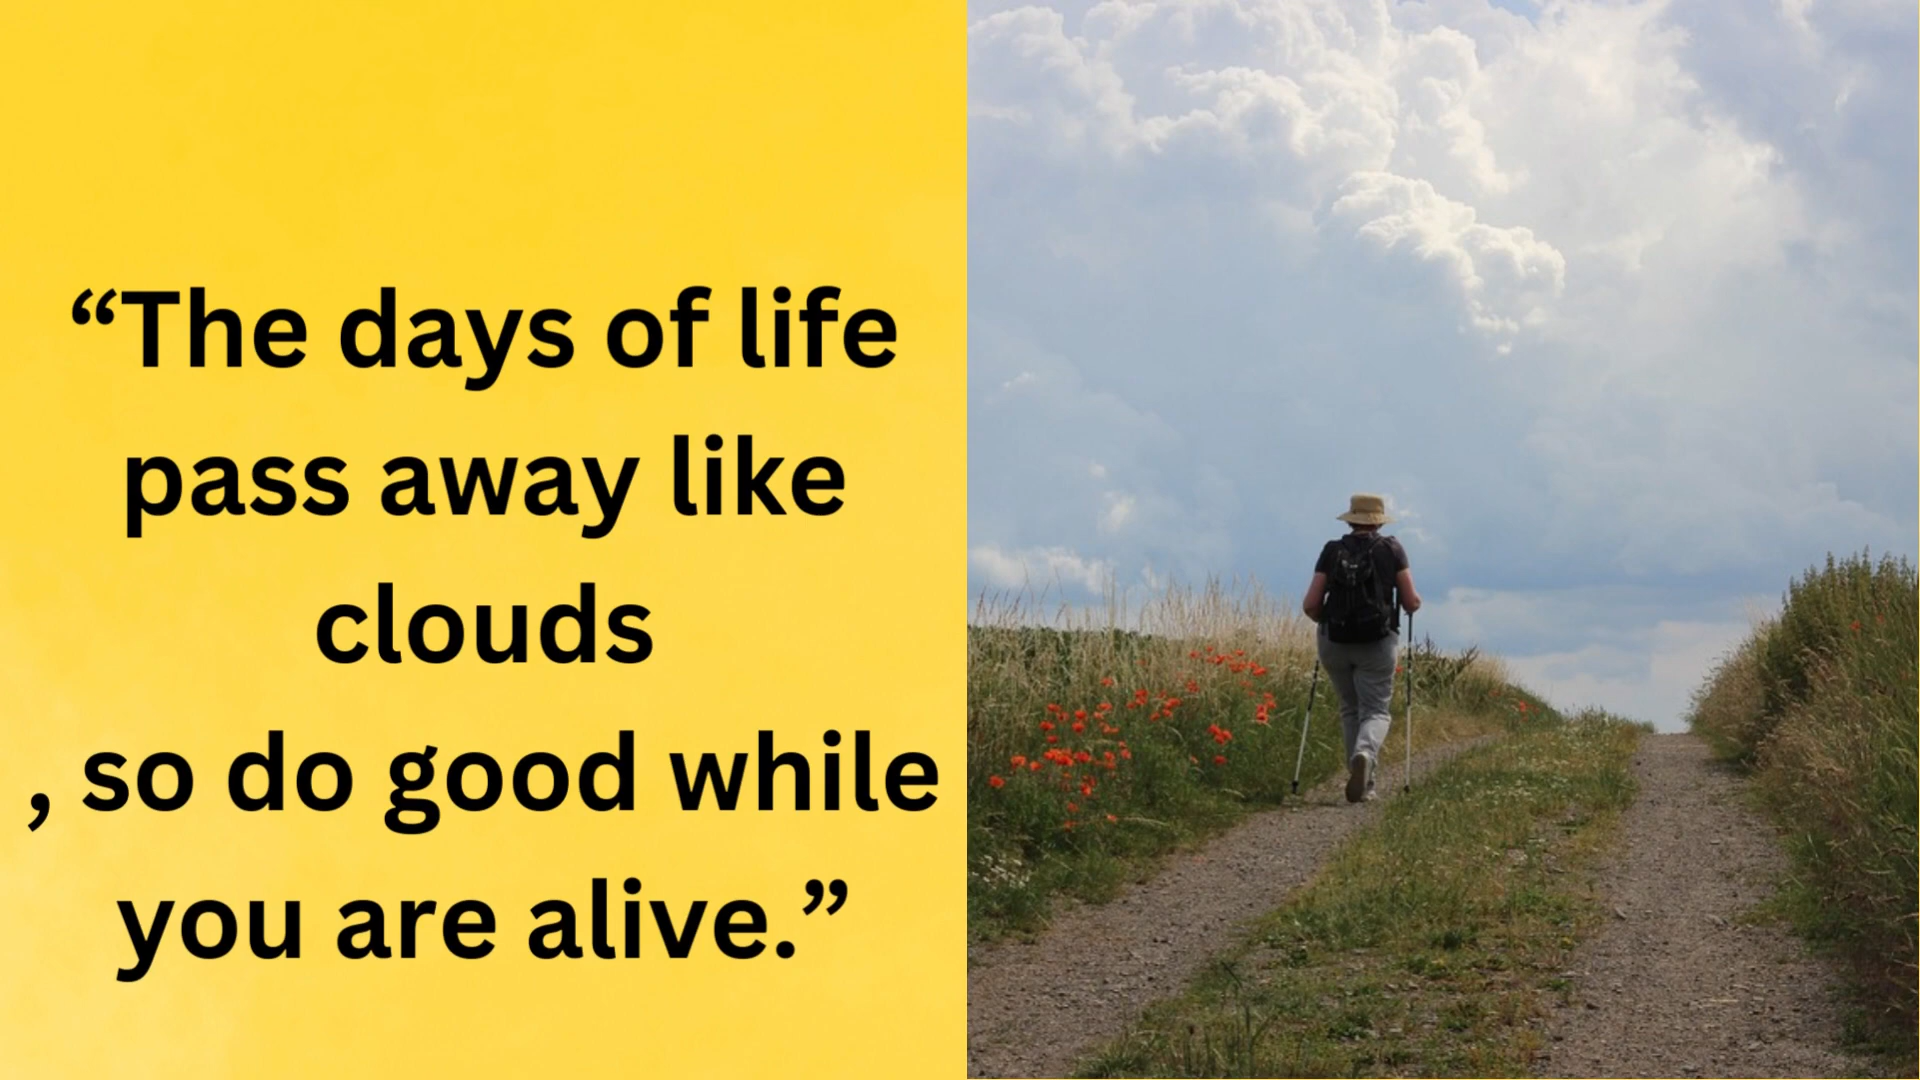 “The days of life
pass away like
clouds
, so do good while
you are alive.”